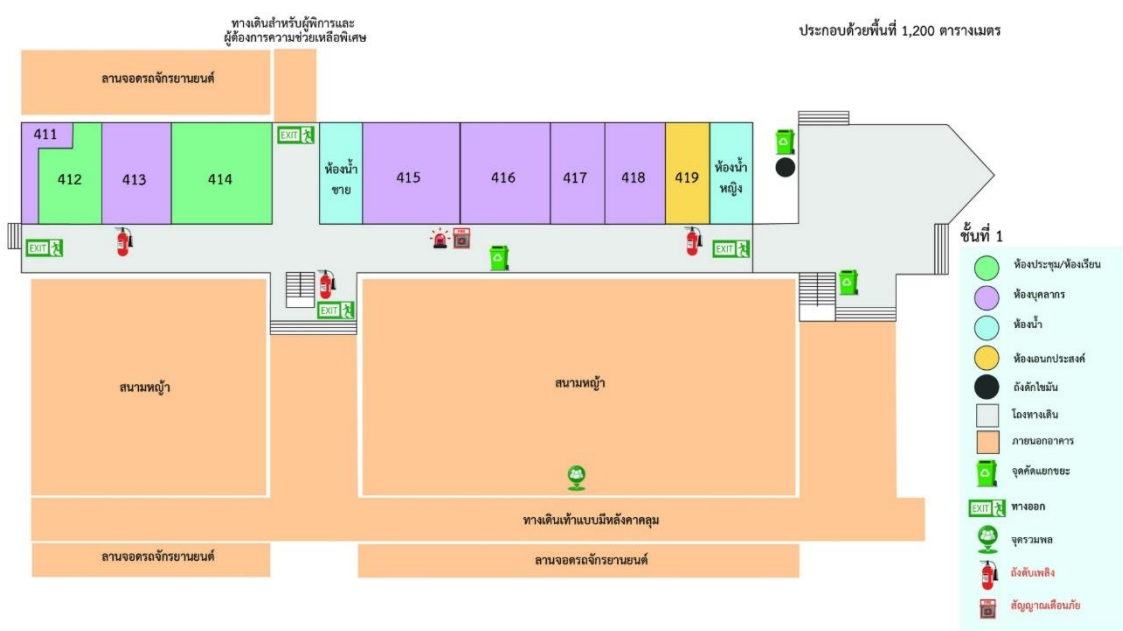 ทางเดินสำหรับผู้พิการและ
ผู้ต้องการความช่วยเหลือพิเศษ
ประกอบด้วยพื้นที่ 1,200 ตารางเมตร
ลานจอดรถจักรยานยนต์
411
412
413
414
EXIT
ห้องน้ำ
ชาย
415
416
417
418
419
ห้องน้ำ
หญิง
EXIT
FIRE
EXIT
EXIT
สนามหญ้า
สนามหญ้า
ทางเดินเท้าแบบมีหลังคาคลุม
ลานจอดรถจักรยานยนต์
ลานจอดรถจักรยานยนต์
ชั้นที่ 1
ห้องประชุม/ห้องเรียน
ห้องบุคลากร
ห้องน้ำ
ห้องเอนกประสงค์
ถังดักไขมัน
โถงทางเดิน
ภายนอกอาคาร
จุดคัดแยกขยะ
EXIT ทางออก
จุดรวมพล
ถังดับเพลิง
FIRE
สัญญาณเตือนภัย